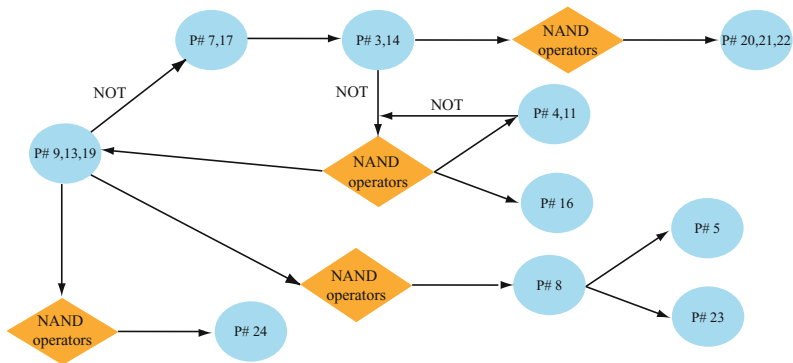 P# 7,17
P# 3,14
NAND
operators
P# 20,21,22
NOT
NOT
NOT
P# 4,11
P# 9,13,19
NAND
operators
P# 16
P# 5
NAND
operators
P# 8
P# 23
NAND
operators
P# 24